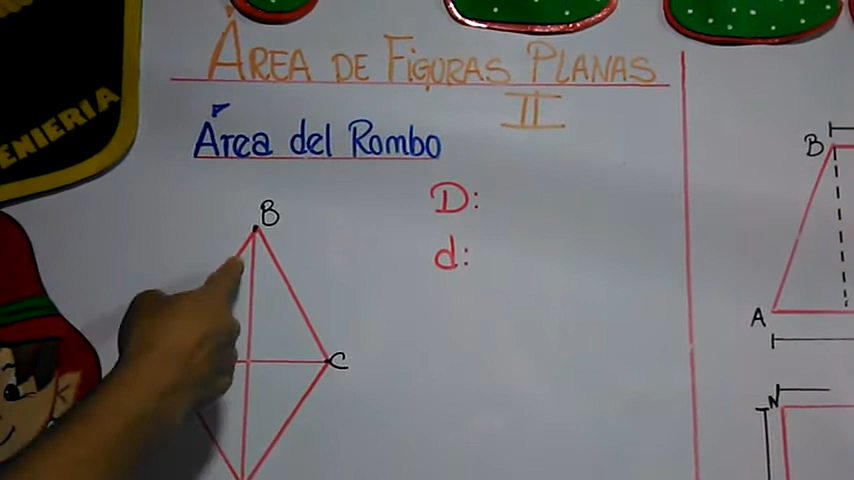 ÁREA DE FIGURAS PLANAS
II
Área del Rombo
D:
d:
B
C
B
A
N